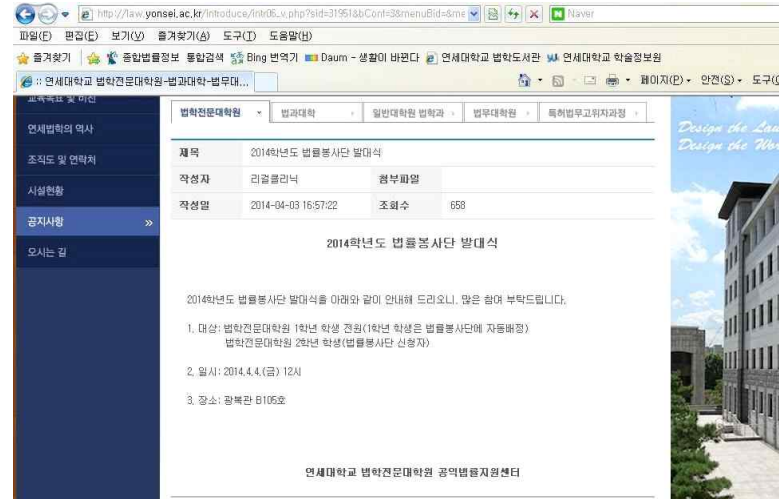 http://law.yonsei.ac.kr/introduce/intr06_v.php?sid=31951&bCont=3&menuBid=&me
Naver
파일(F) 편집(E) 보기(V) 즐겨찾기(A) 도구(T) 도움말(H)
즐겨찾기 종합법률정보 통합검색 Bing 번역기 Daum - 생활이 바뀐다 연세대학교 법학도서관 연세대학교 학술정보원
:: 연세대학교 법학전문대학원-법과대학-법무대...
페이지(P) 안전(S) 도구(O
교육목표 및 비전
연세법학의 역사
조직도 및 연락처
시설현황
공지사항 »
오시는 길
법학전문대학원 법과대학 일반대학원 법학과 법무대학원 특허법무고위자과정
제목 2014학년도 법률봉사단 발대식
작성자 리걸클리닉 첨부파일
작성일 2014-04-03 16:57:22 조회수 658
2014학년도 법률봉사단 발대식
2014학년도 법률봉사단 발대식을 아래와 같이 안내해 드리오니, 많은 참여 부탁드립니다.
1. 대상: 법학전문대학원 1학년 학생 전원(1학년 학생은 법률봉사단에 자동배정)
법학전문대학원 2학년 학생(법률봉사단 신청자)
2. 일시: 2014.4.4.(금) 12시
3. 장소: 광복관 B105호
연세대학교 법학전문대학원 공익법률지원센터
Design the Law
Design the Wor